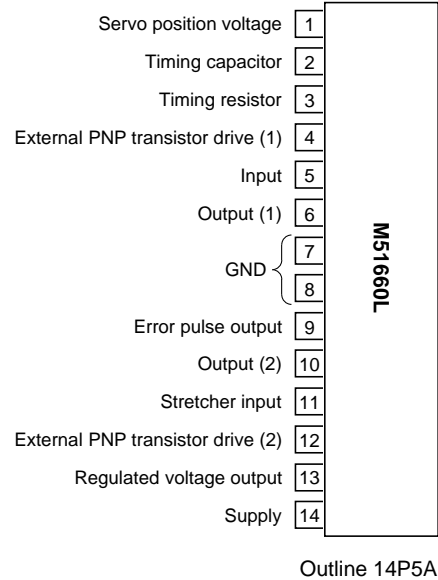 Servo position voltage 1
Timing capacitor 2
Timing resistor 3
External PNP transistor drive (1) 4
Input 5
Output (1) 6
GND 7
8
Error pulse output 9
Output (2) 10
Stretcher input 11
External PNP transistor drive (2) 12
Regulated voltage output 13
Supply 14
M51660L
Outline 14P5A